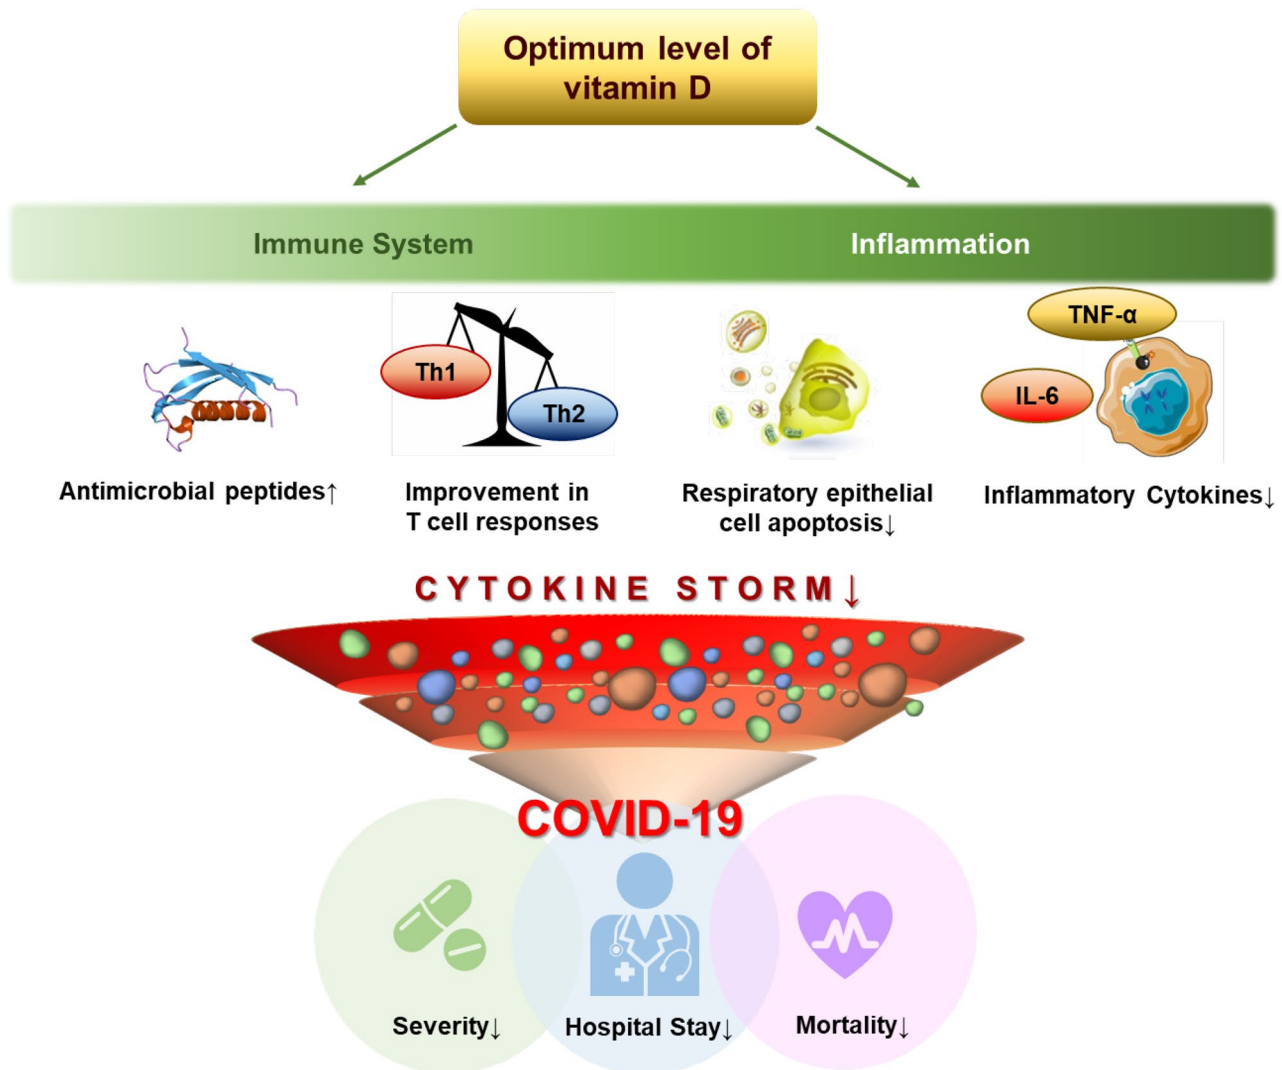 Optimum level of
vitamin D
Immune System
Inflammation
Th1
Th2
TNF-α
IL-6
Antimicrobial peptides↑
Improvement in
T cell responses
Respiratory epithelial
cell apoptosis↓
Inflammatory Cytokines↓
CYTOKINE STORM↓
COVID-19
Severity↓
Hospital Stay↓
Mortality↓